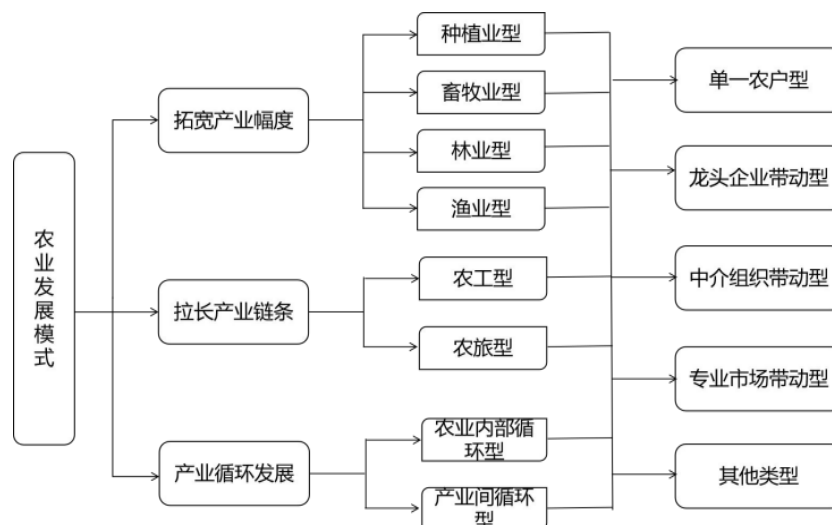 农业发展模式
拓宽产业幅度
拉长产业链条
产业循环发展
种植业型
畜牧业型
林业型
渔业型
农工型
农旅型
农业内部循
环型
产业间循环
型
单一农户型
龙头企业带动型
中介组织带动型
专业市场带动型
其他类型